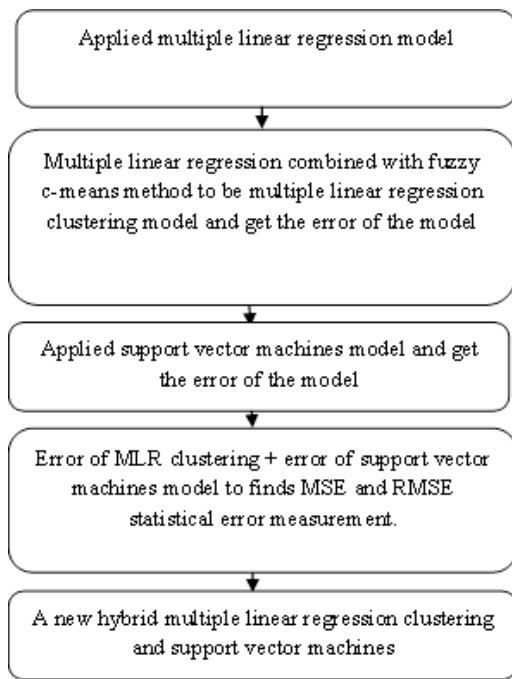 Applied multiple linear regression model
Multiple linear regression combined with fuzzy
c-means method to be multiple linear regression
clustering model and get the error of the model
Applied support vector machines model and get
the error of the model
Error of MLR clustering + error of support vector
machines model to finds MSE and RMSE
statistical error measurement.
A new hybrid multiple linear regression clustering
and support vector machines